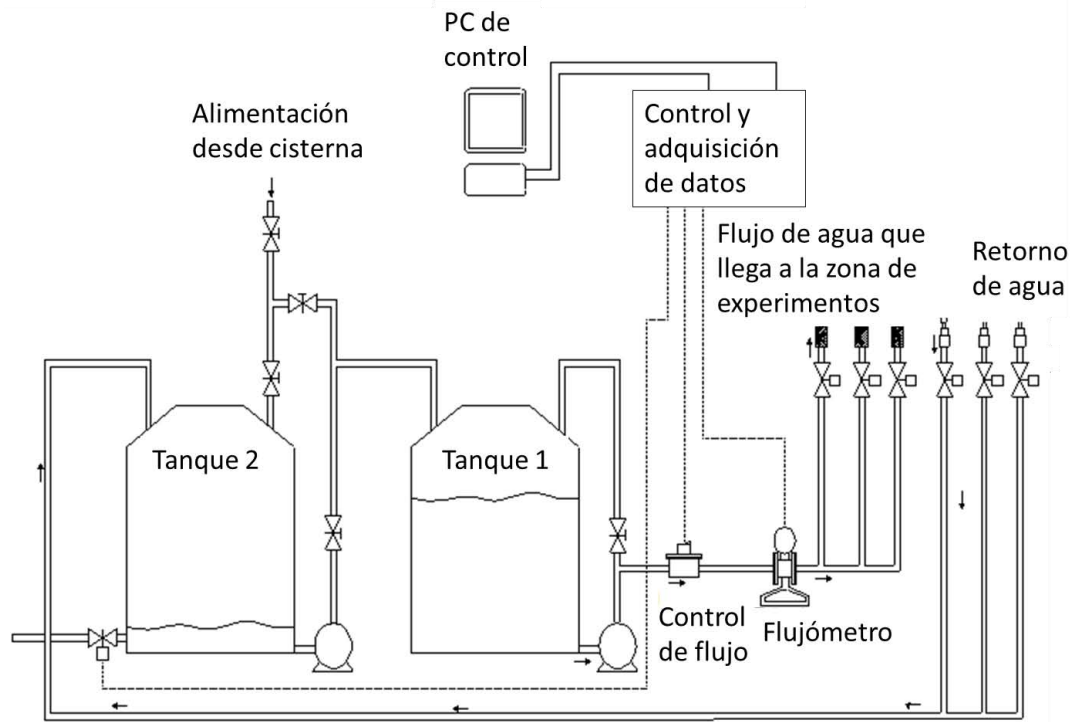 PC de
control
Alimentación
desde cisterna
Control y
adquisición
de datos
Flujo de agua que
llega a la zona de
experimentos
Retorno
de agua
Tanque 2
Tanque 1
Control
de flujo
Flujómetro